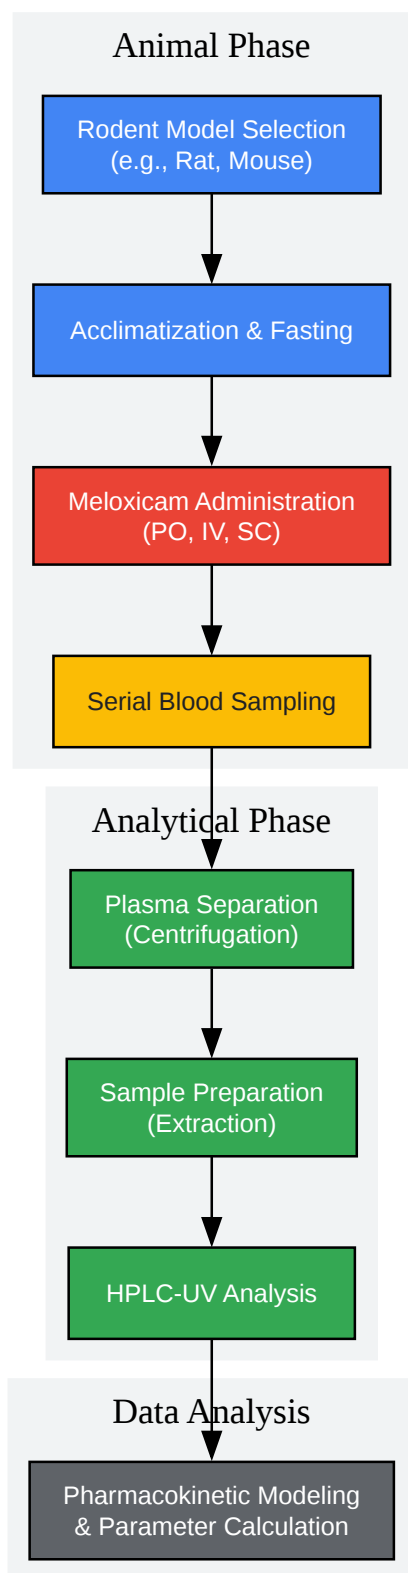 Animal Phase
Rodent Model Selection
(e.g., Rat, Mouse)
Acclimatization & Fasting
Meloxicam Administration
(PO, IV, SC)
Serial Blood Sampling
Analytical Phase
Plasma Separation
(Centrifugation)
Sample Preparation
(Extraction)
HPLC-UV Analysis
Data Analysis
Pharmacokinetic Modeling
& Parameter Calculation